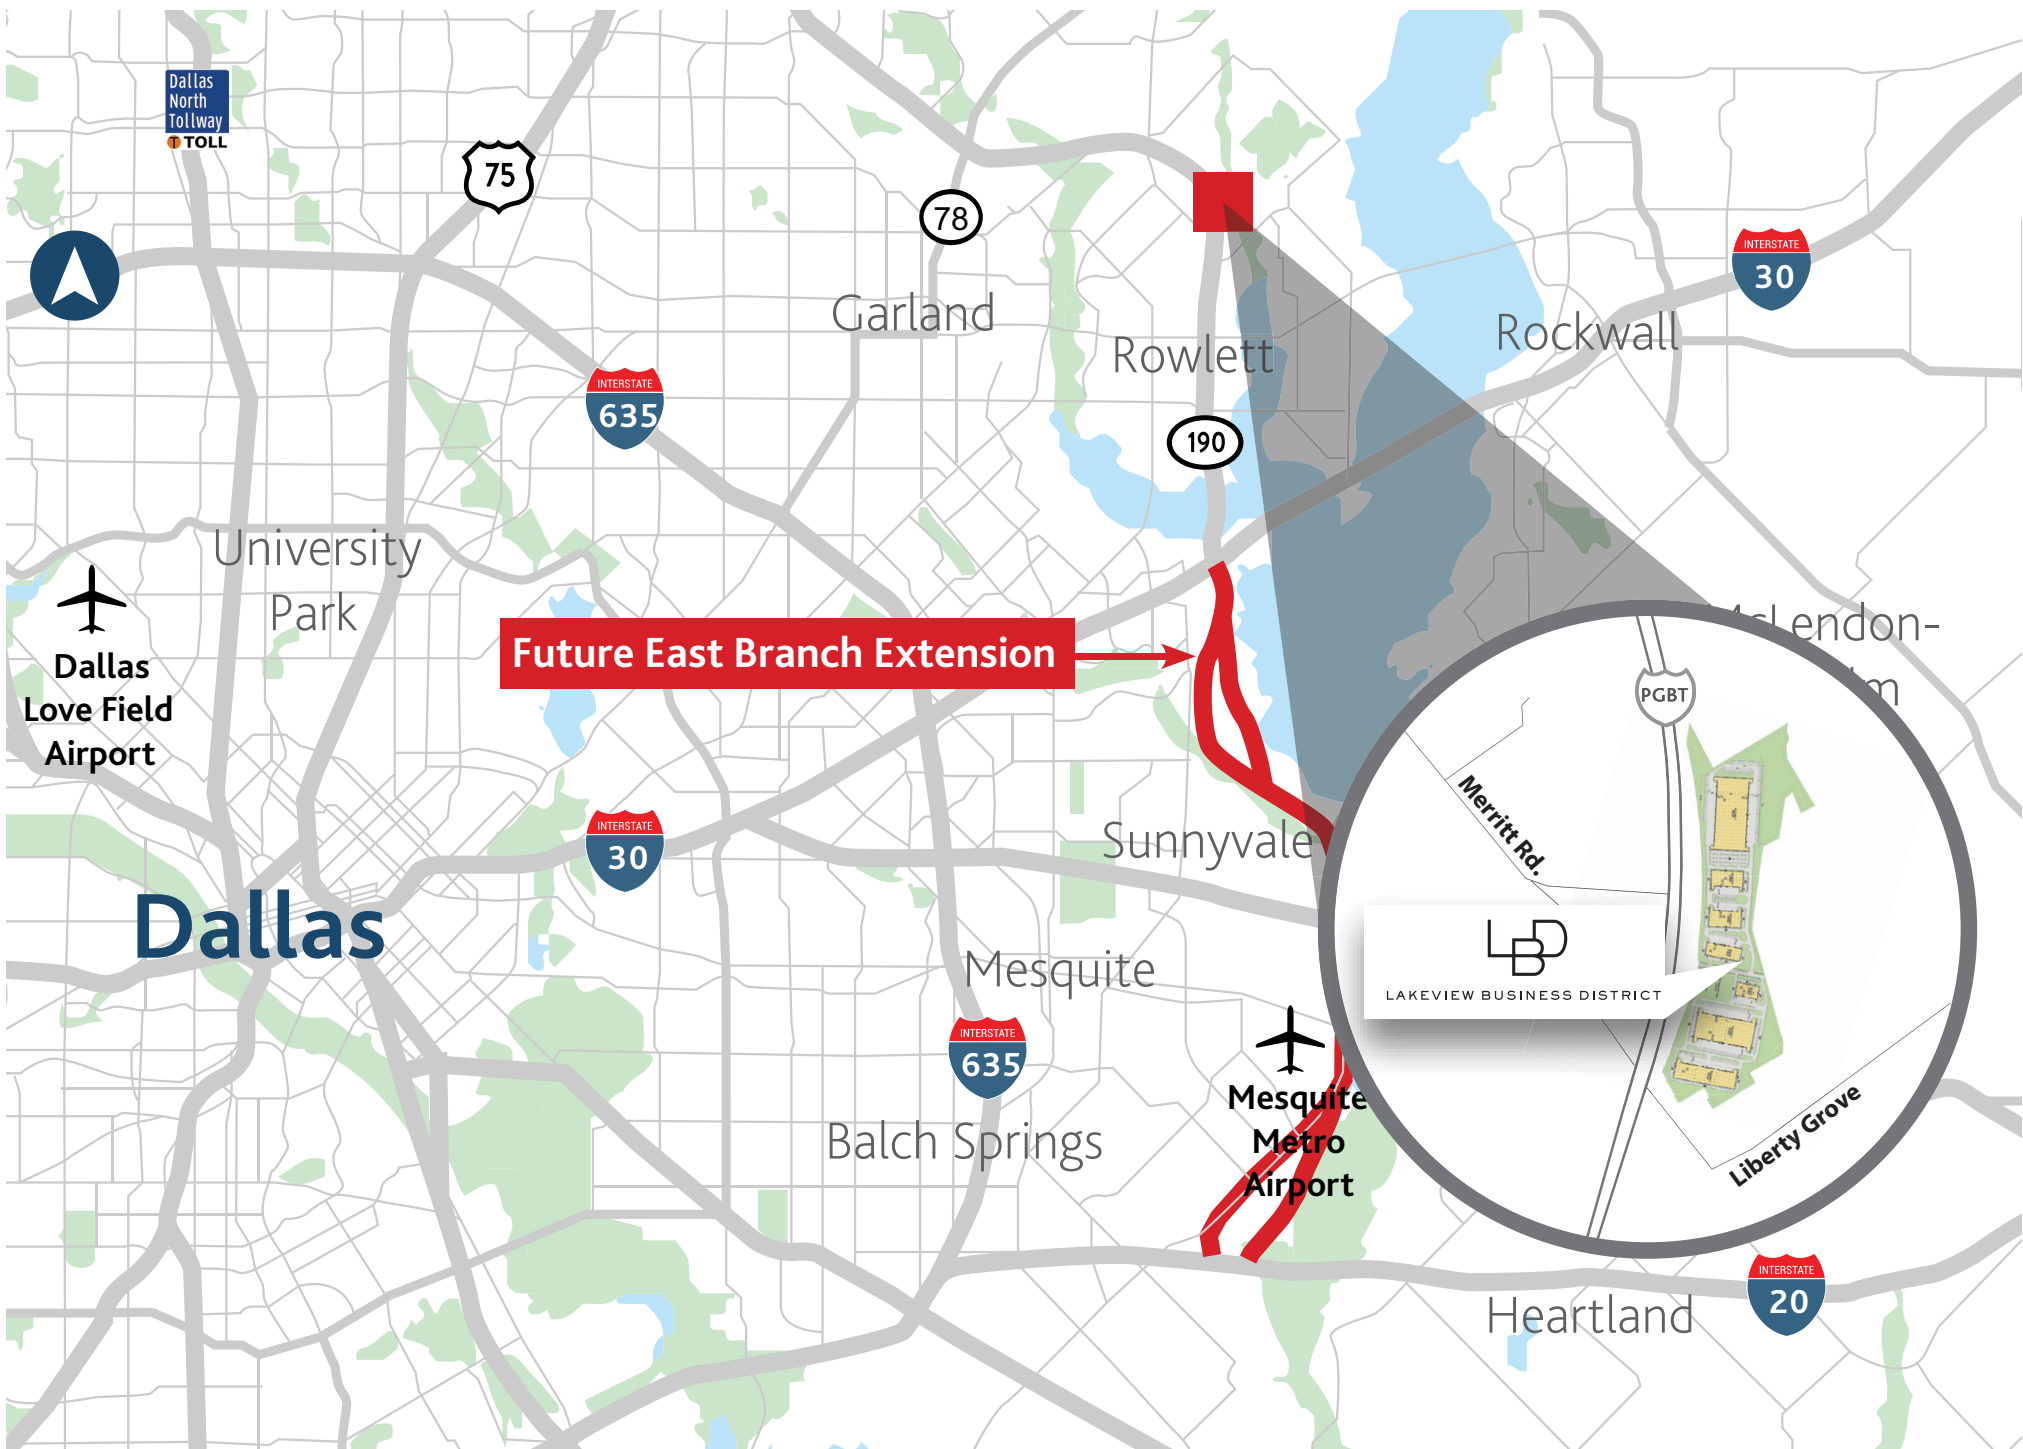 Dallas
North
Tollway
TOLL
75
78
INTERSTATE
30
Garland
Rockwall
Rowlett
INTERSTATE
635
190
University
Park
Future East Branch Extension
Dallas
Love Field
Airport
PGBT
Merritt Rd.
Sunnyvale
INTERSTATE
30
Dallas
LBD
LAKEVIEW BUSINESS DISTRICT
Mesquite
INTERSTATE
635
Mesquite
Metro
Airport
Balch Springs
Liberty Grove
INTERSTATE
20
Heartland